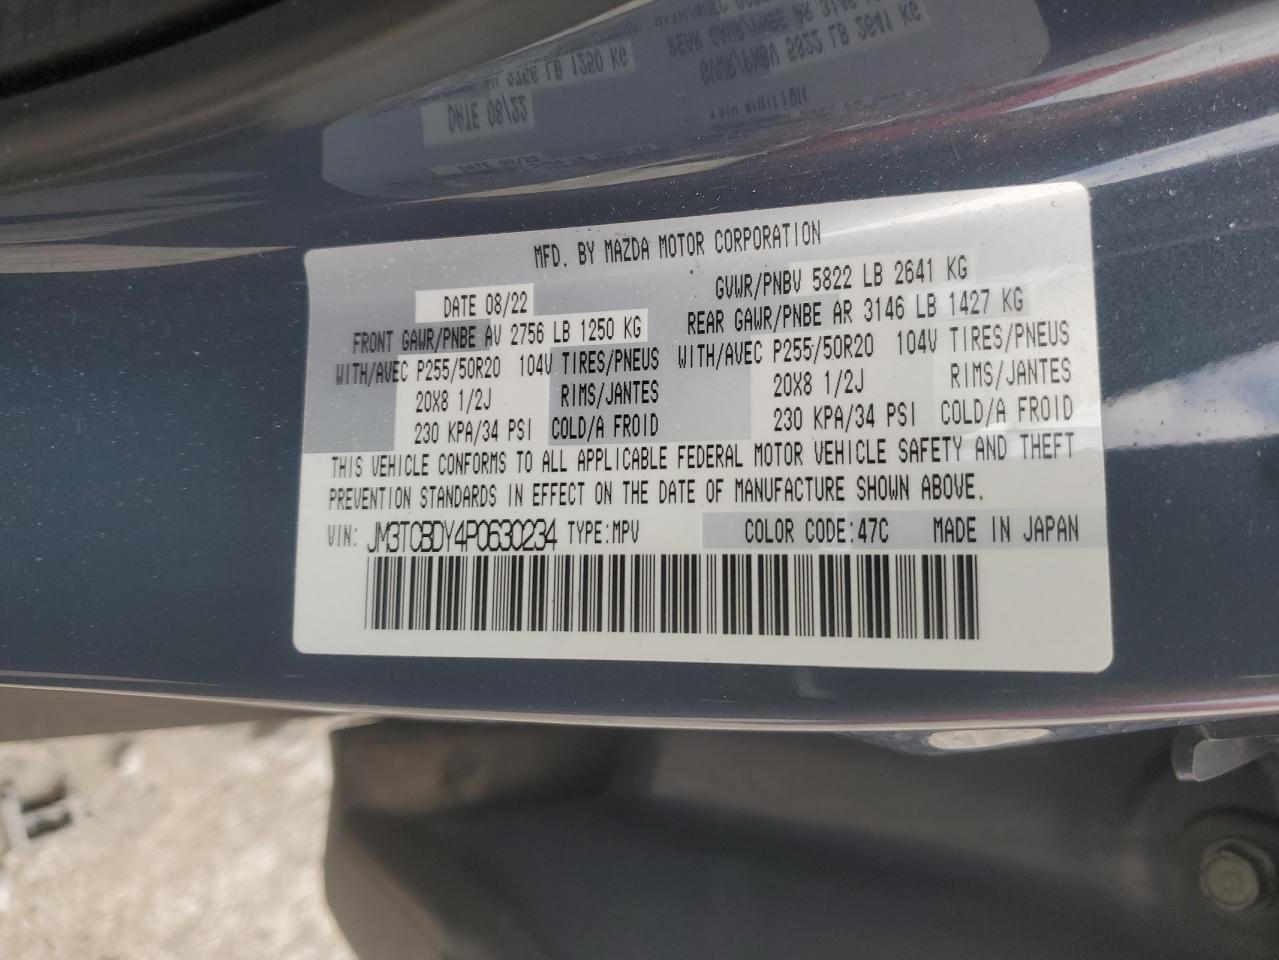 MFD. BY MAZDA MOTOR CORPORATION
DATE 08/22 GVWR/PNBV 5822 LB 2641 KG
FRONT GAWR/PNBE AV 2756 LB 1250 KG REAR GAWR/PNBE AR 3146 LB 1427 KG
WITH/AVEC P255/50R20 104V TIRES/PNEUS WITH/AVEC P255/50R20 104V TIRES/PNEUS
20X8 1/2J RIMS/JANTES 20X8 1/2J RIMS/JANTES
230 KPA/34 PSI COLD/A FROID 230 KPA/34 PSI COLD/A FROID
THIS VEHICLE CONFORMS TO ALL APPLICABLE FEDERAL MOTOR VEHICLE SAFETY AND THEFT
PREVENTION STANDARDS IN EFFECT ON THE DATE OF MANUFACTURE SHOWN ABOVE.
VIN: JM3TCBDY4P0630234 TYPE:MPV COLOR CODE:47C MADE IN JAPAN